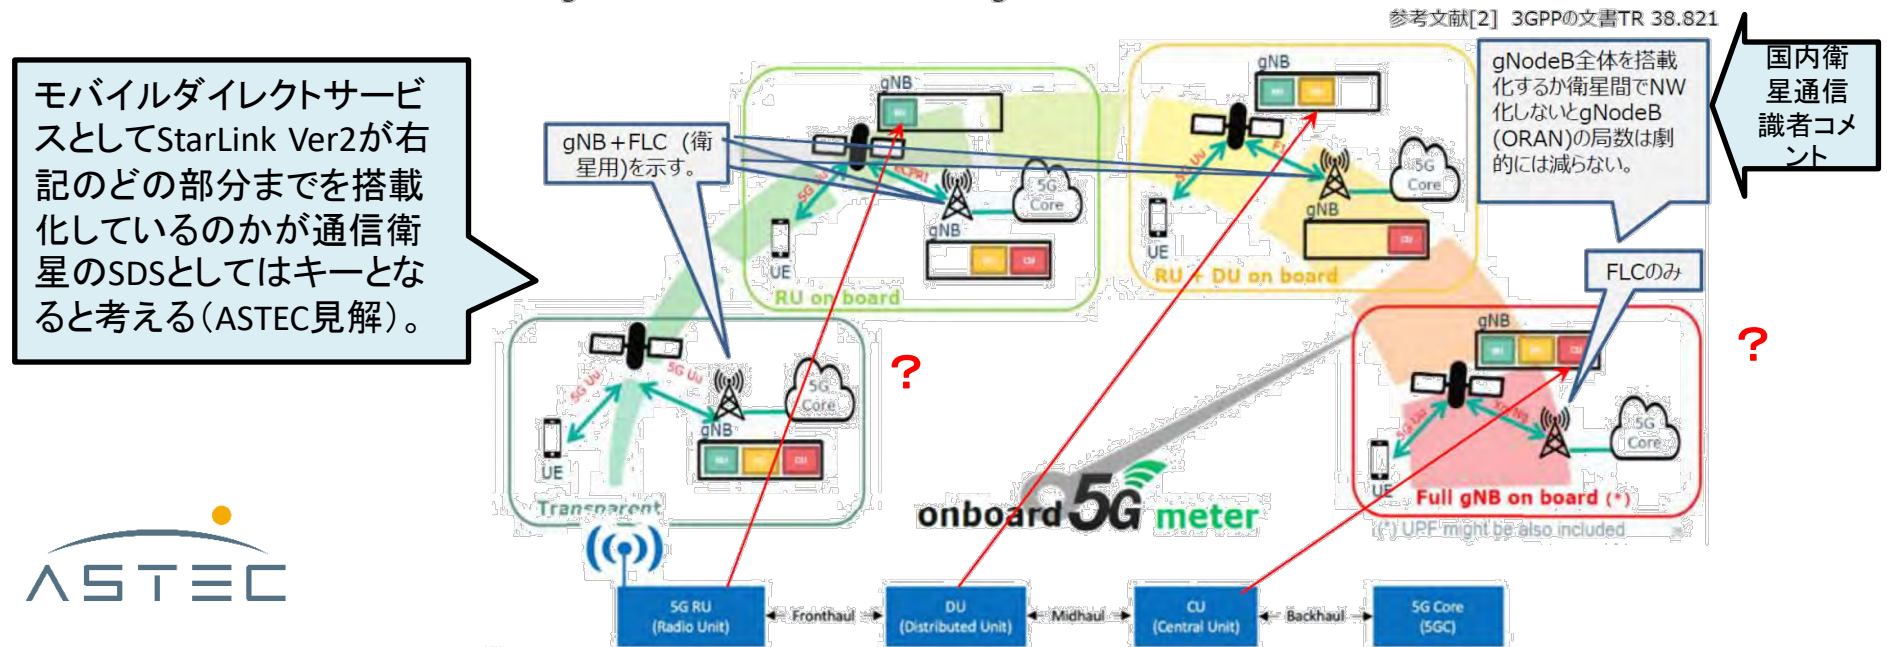 参考文献[2] 3GPPの文書TR 38.821
モバイルダイレクトサービ
スとしてStarLink Ver2が右
記のどの部分までを搭載
化しているのかが通信衛
星のSDSとしてはキーとな
ると考える(ASTEC見解)。
gNB＋FLC (衛
星用)を示す。
gNodeB全体を搭載
化するか衛星間でNW
化しないとgNodeB
(ORAN)の局数は劇
的には減らない。
国内衛
星通信
識者コメ
ント
FLCのみ
gNB
5G Uu
eCPRI
5G
Core
gNB
UE
RU on board
gNB
5G Uu
F1
5G
Core
gNB
CU
UE
RU + DU on board
5G Uu
5G Uu
5G
Core
gNB
UE
Transparent
?
gNB
5G Uu
5G
Core
UE
Full gNB on board (*)
(*) UPF might be also included
?
onboard 5G meter
ASTEC
5G RU
(Radio Unit)
Fronthaul
DU
(Distributed Unit)
Midhaul
CU
(Central Unit)
Backhaul
5G Core
(5GC)